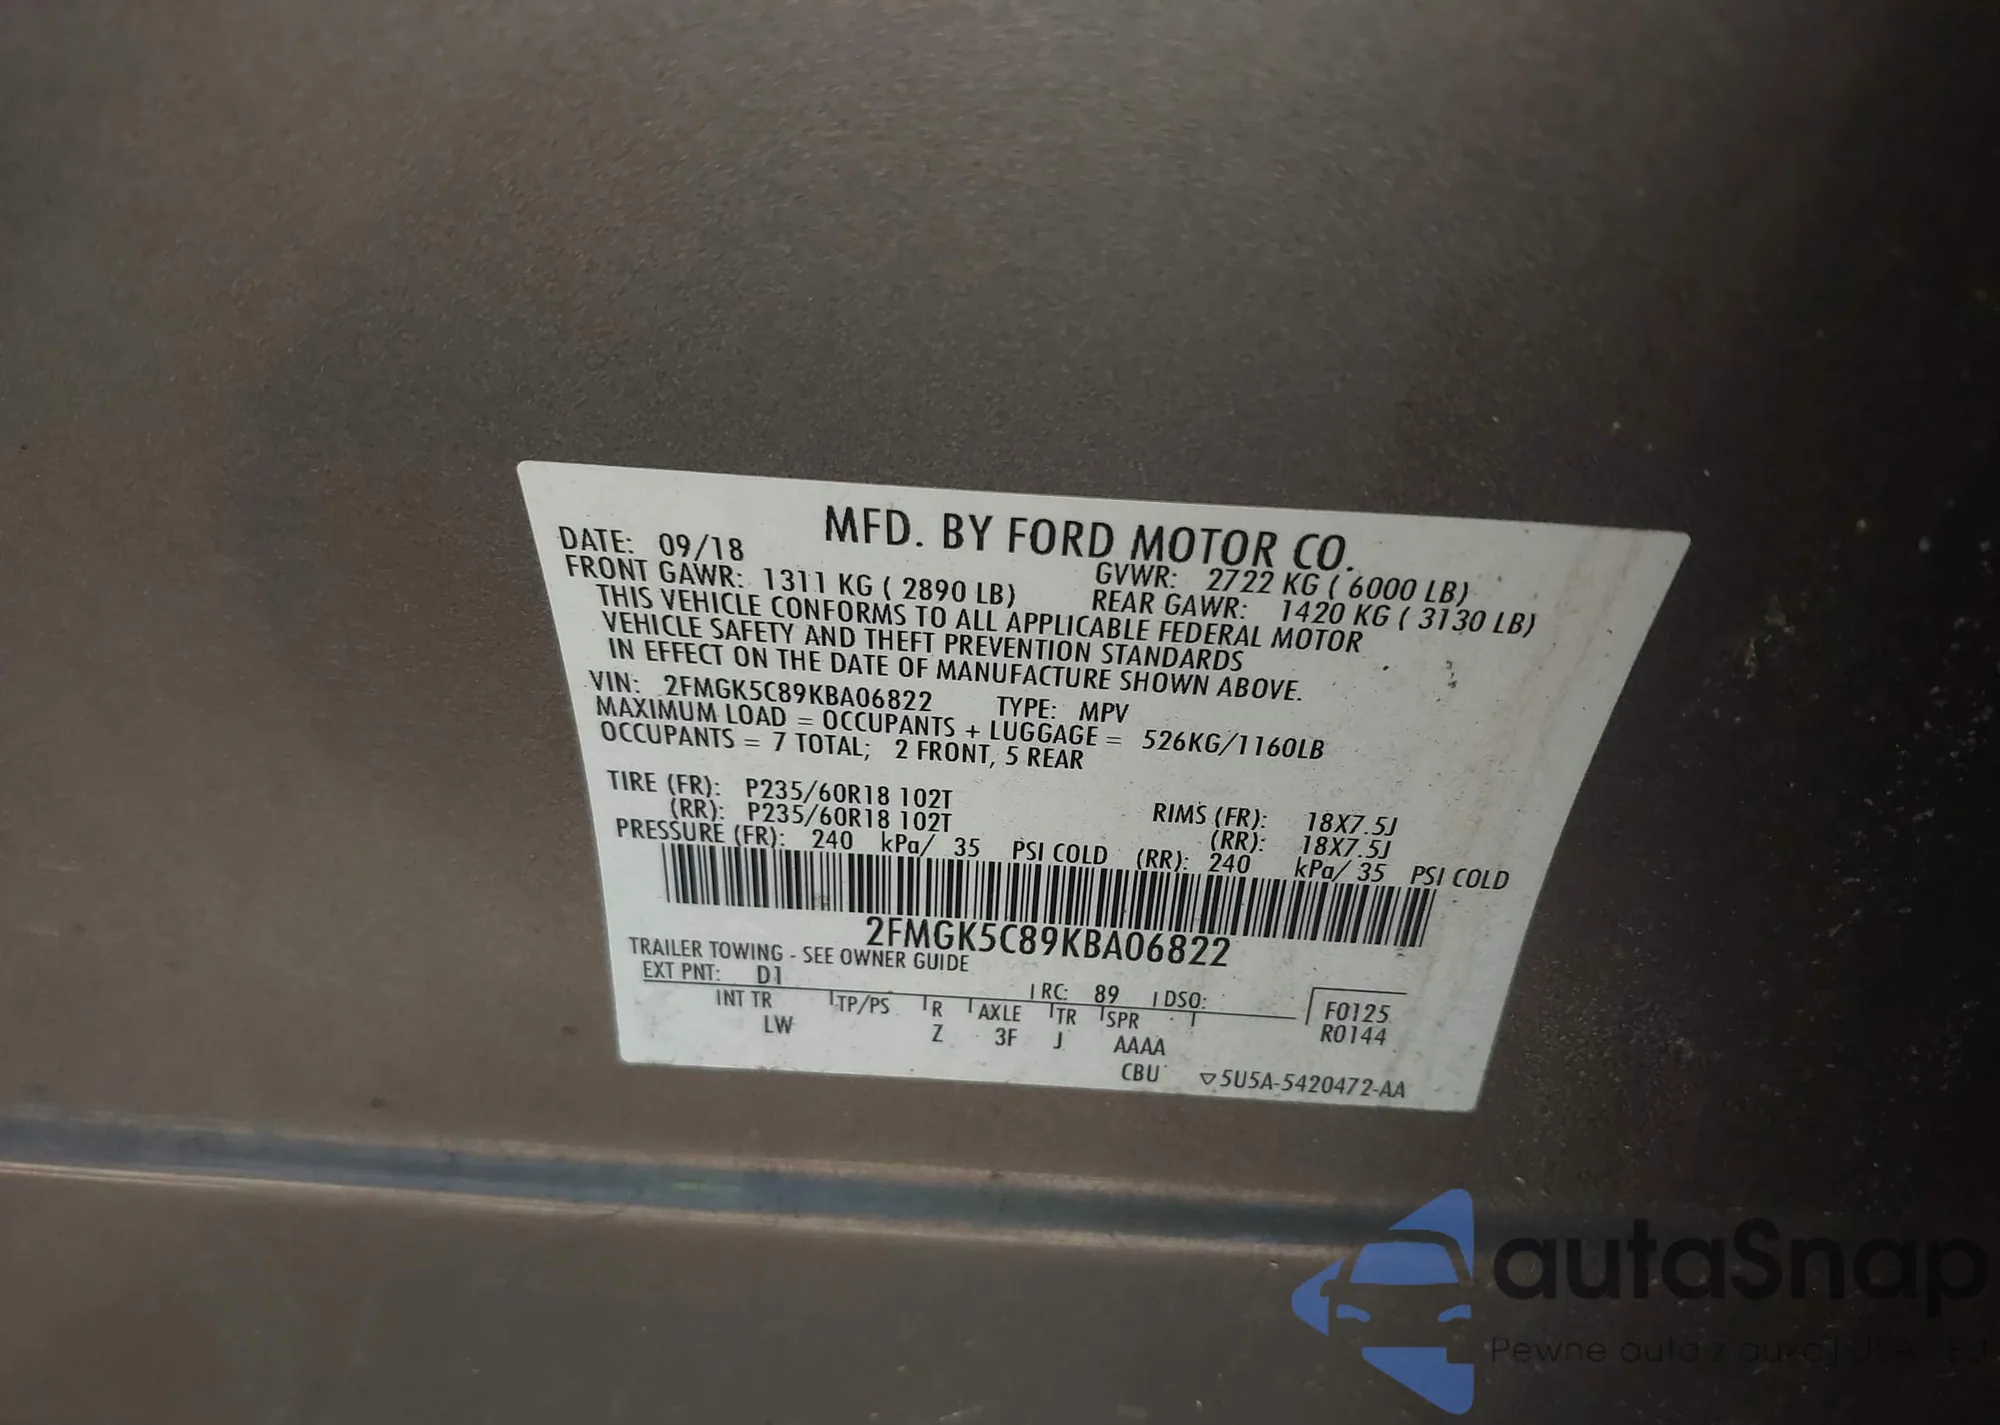 MFD. BY FORD MOTOR CO.
DATE: 09/18 GVWR: 2722 KG ( 6000 LB)
FRONT GAWR: 1311 KG ( 2890 LB) REAR GAWR: 1420 KG ( 3130 LB)
THIS VEHICLE CONFORMS TO ALL APPLICABLE FEDERAL MOTOR
VEHICLE SAFETY AND THEFT PREVENTION STANDARDS
IN EFFECT ON THE DATE OF MANUFACTURE SHOWN ABOVE.
VIN: 2FMGK5C89KBA06822 TYPE: MPV
MAXIMUM LOAD = OCCUPANTS + LUGGAGE = 526KG/1160LB
OCCUPANTS = 7 TOTAL; 2 FRONT, 5 REAR
TIRE (FR): P235/60R18 102T RIMS (FR): 18X7.5J
(RR): P235/60R18 102T (RR): 18X7.5J
PRESSURE (FR): 240 kPa/ 35 PSI COLD (RR): 240 kPa/ 35 PSI COLD
2FMGK5C89KBA06822
TRAILER TOWING - SEE OWNER GUIDE
EXT PNT: D1 RC: 89 DSO: F0125
INT TR TP/PS R AXLE TR SPR R0144
LW Z 3F J AAAA
CBU ▽5U5A-5420472-AA
autaSnap
Pewne auta z aukcji